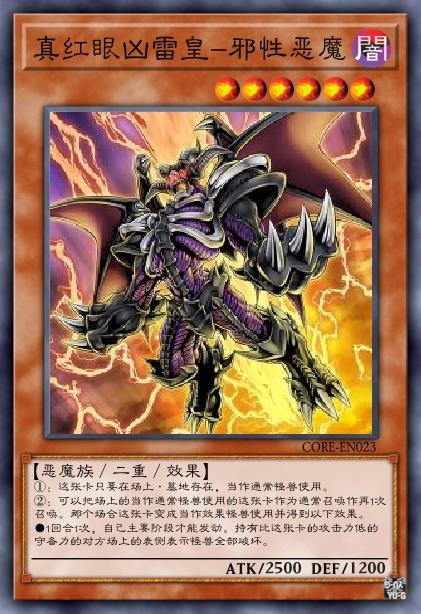 真红眼凶雷皇-邪性恶魔 闇
CORE-EN023
【恶魔族/二重/效果】
①:这张卡只要在场上·墓地存在,当作通常怪兽使用。
②:可以把场上的当作通常怪兽使用的这张卡作为通常召唤作再1次
召唤。那个场合这张卡变成当作效果怪兽使用并得到以下效果。
●1回合1次,自己主要阶段才能发动。持有比这张卡的攻击力低的
守备力的对方场上的表侧表示怪兽全部破坏。
ATK/2500 DEF/1200